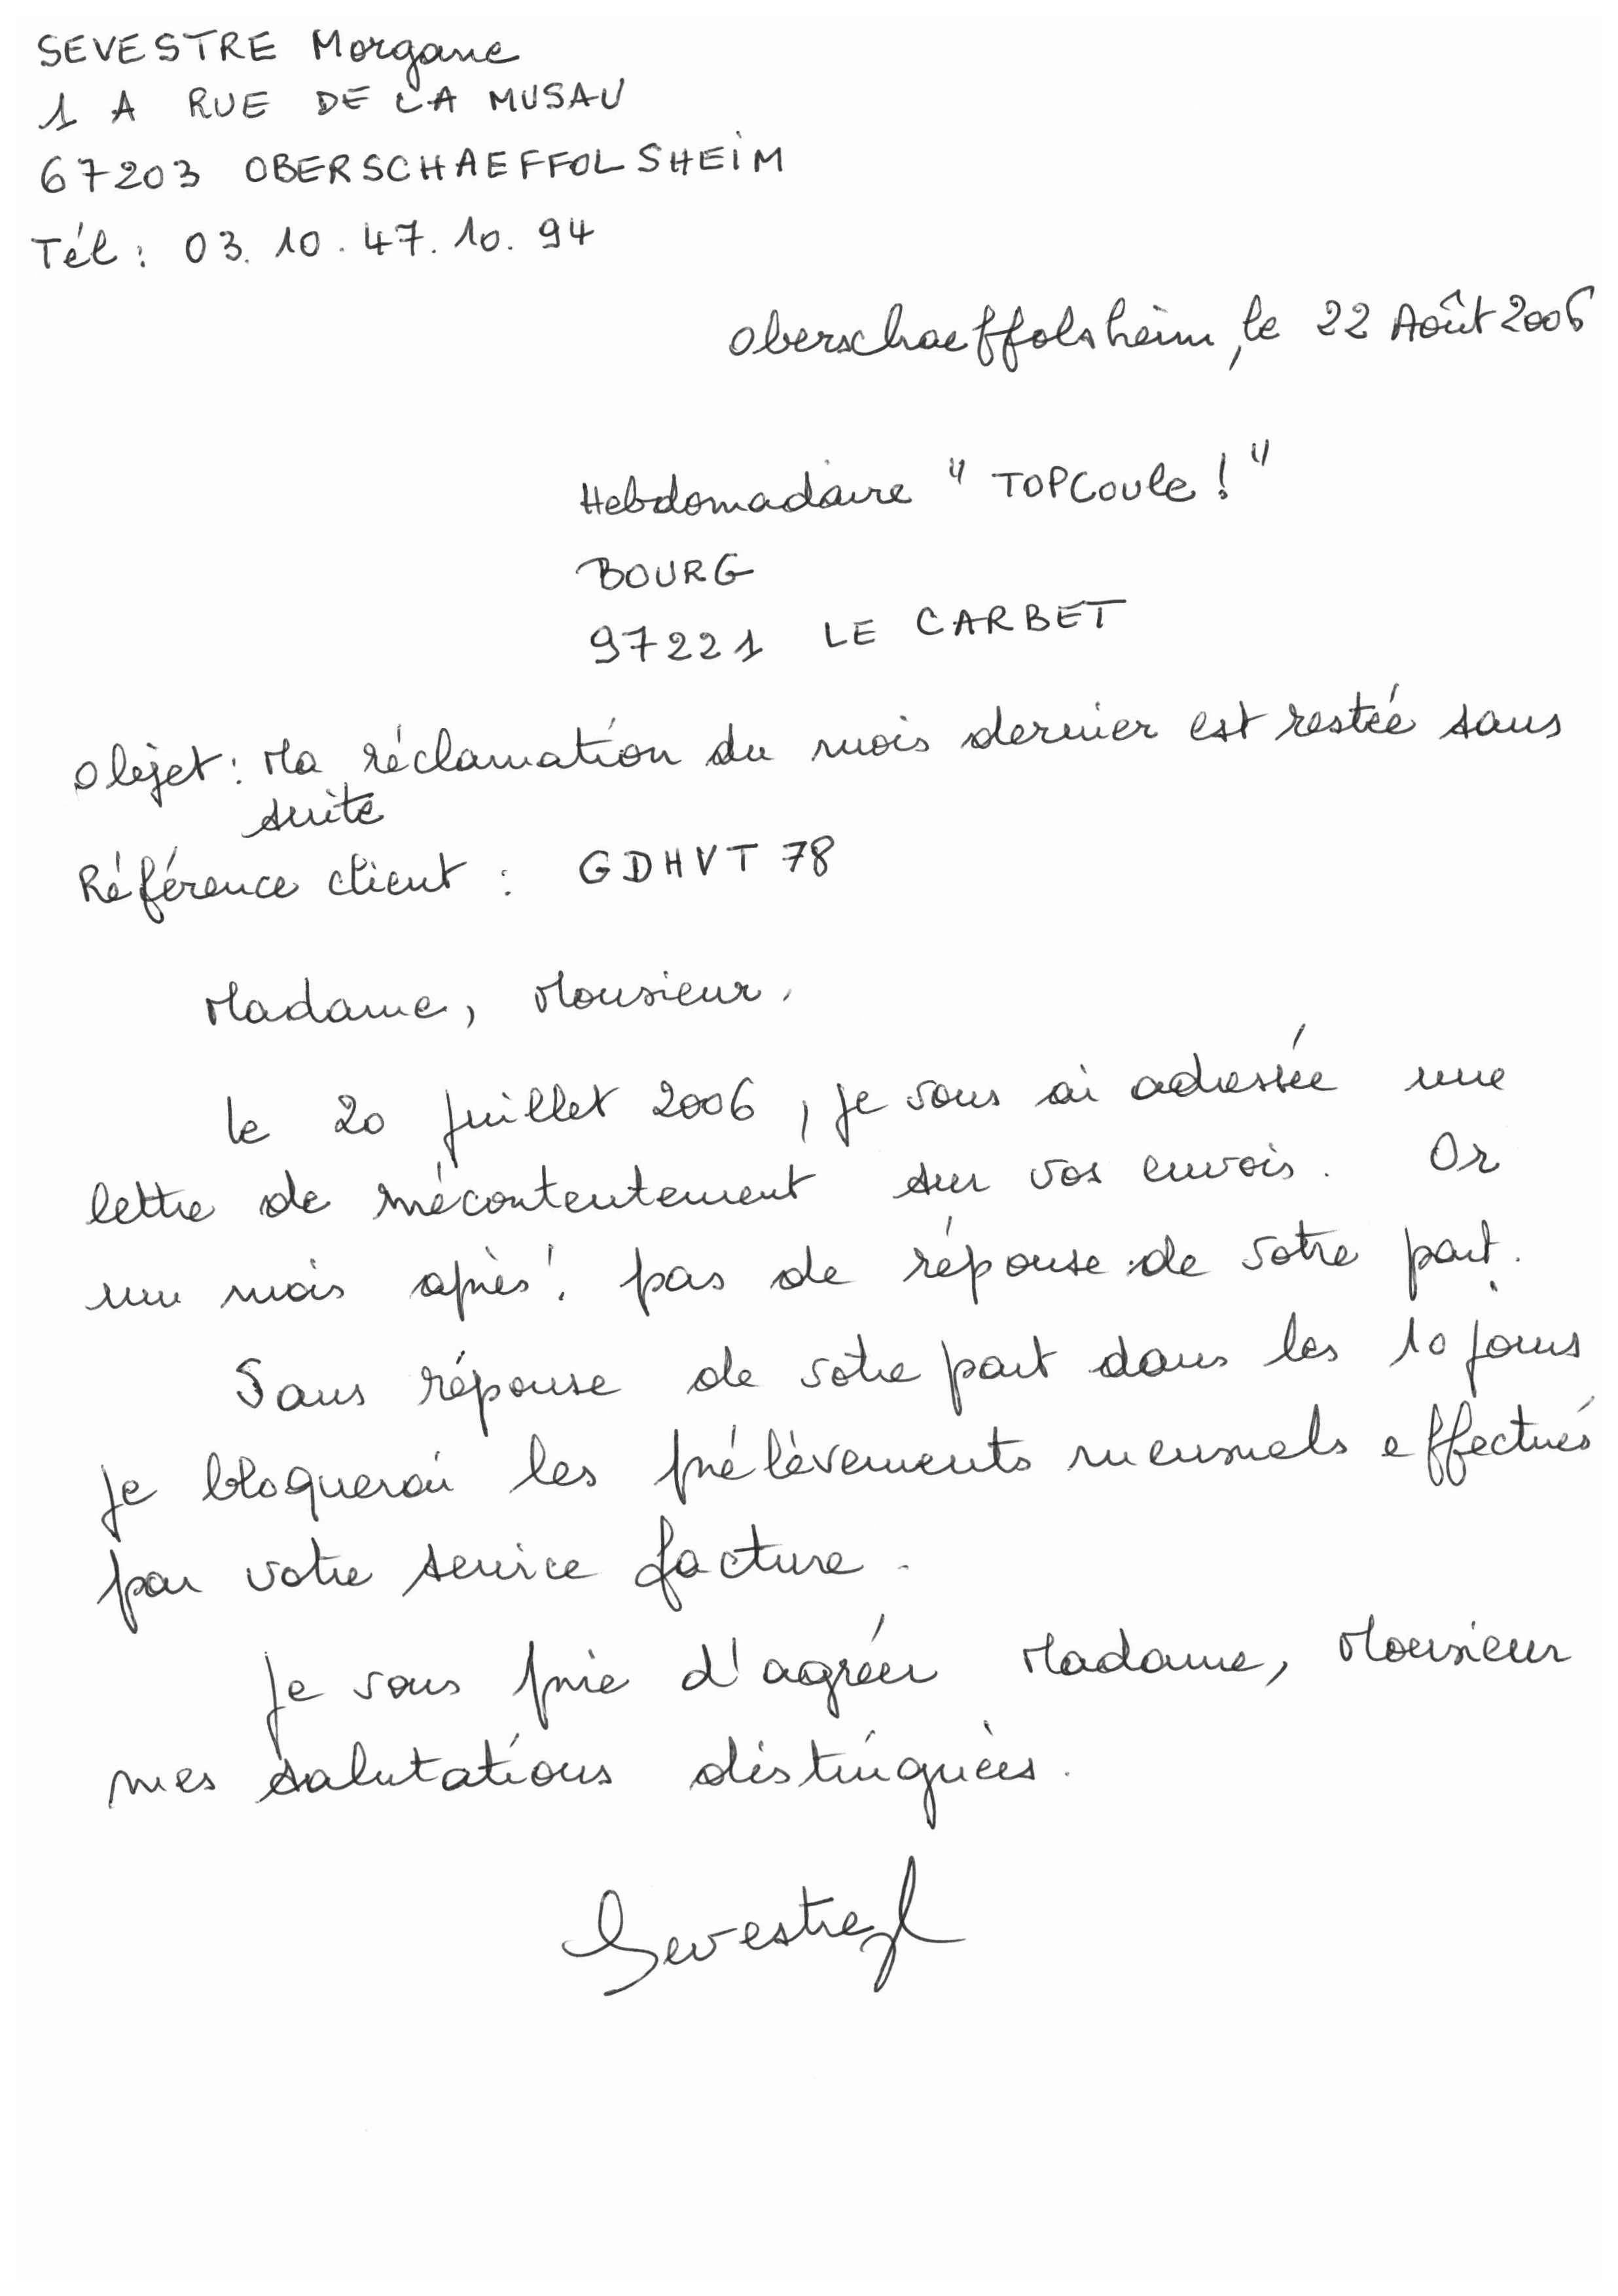 SEVESTRE Morgane
1 A RUE DE LA MUSAU
67203 OBERSCHAEFFOLSHEIM
Tél : 03.10.47.10.94
Oberschaeffolsheim, le 22 Août 2006
Hebdomadaire "TOPCoule !"
BOURG
97221 LE CARBET
Objet : Ma réclamation du mois dernier est restée sans
suite
Référence client : GDHVT 78
Madame, Monsieur,
le 20 juillet 2006, je vous ai adressée une
lettre de mécontentement sur vos envois. Or
un mois après ! pas de réponse de votre part.
Sans réponse de votre part dans les 10 jours
je bloquerai les prélèvements mensuels effectués
par votre service facture.
Je vous prie d'agréer Madame, Monsieur
mes salutations distinguées.
Sevestre